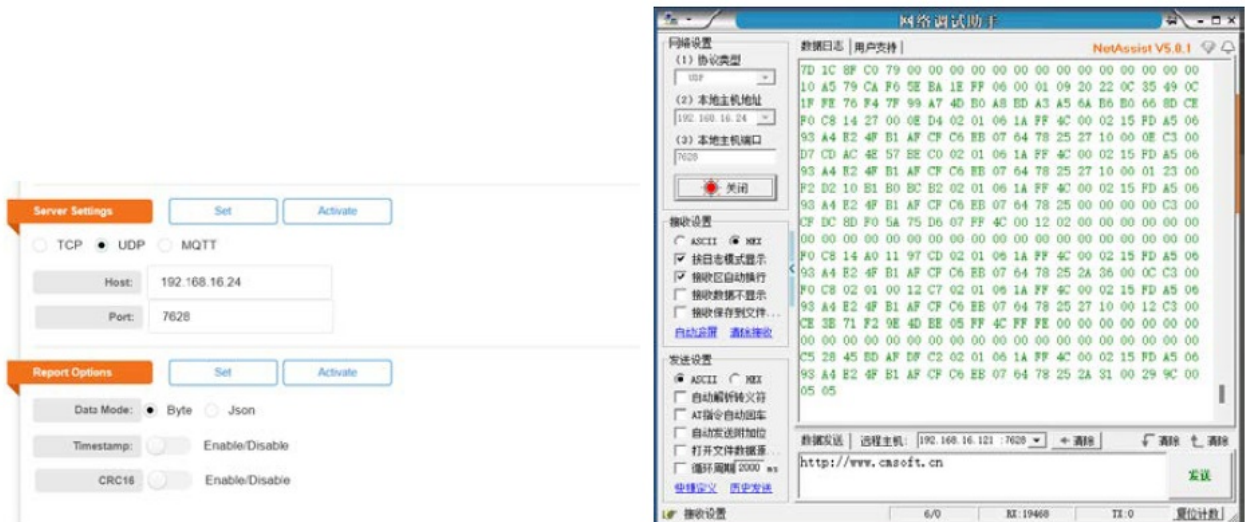 Server Settings
Set
Activate
TCP
UDP
MQTT
Host:
192.168.16.24
Port:
7628
Report Options
Set
Activate
Data Mode:
Byte
Json
Timestamp:
Enable/Disable
CRC16
Enable/Disable
网络调试助手
网络设置
(1) 协议类型
UDP
(2) 本地主机地址
192.168.16.24
(3) 本地主机端口
7628
关闭
接收设置
ASCII
HEX
按日志模式显示
接收区自动换行
接收数据不显示
接收保存到文件...
自动滚屏
清除接收
发送设置
ASCII
HEX
自动解析转义符
AT指令自动回车
自动发送附加位
打开文件数据源...
循环周期 2000 ms
快捷定义
历史发送
数据日志
用户支持
NetAssist V5.0.1
7D 1C 8F C0 79 00 00 00 00 00 00 00 00 00 00 00 00
10 A5 79 CA F6 5E BA 1E FF 06 00 01 09 20 22 0C 35 49 0C
1F FE 76 F4 7F 99 A7 4D B0 A8 BD A3 A5 6A B6 B0 66 8D CE
F0 C8 14 27 00 0E D4 02 01 06 1A FF 4C 00 02 15 FD A5 06
93 A4 E2 4F B1 AF CF C6 EB 07 64 78 25 27 10 00 0E C3 00
D7 CD AC 4E 57 BE C0 02 01 06 1A FF 4C 00 02 15 FD A5 06
93 A4 E2 4F B1 AF CF C6 EB 07 64 78 25 27 10 00 01 23 00
F2 D2 10 B1 B0 BC B2 02 01 06 1A FF 4C 00 02 15 FD A5 06
93 A4 E2 4F B1 AF CF C6 EB 07 64 78 25 00 00 00 00 C3 00
CF DC 8D F0 5A 75 D6 07 FF 4C 00 12 02 00 00 00 00 00 00
00 00 00 00 00 00 00 00 00 00 00 00 00 00 00 00 00 00 00
F0 C8 14 A0 11 97 CD 02 01 06 1A FF 4C 00 02 15 FD A5 06
93 A4 E2 4F B1 AF CF C6 EB 07 64 78 25 2A 36 00 0C C3 00
F0 C8 02 01 00 12 C7 02 01 06 1A FF 4C 00 02 15 FD A5 06
93 A4 E2 4F B1 AF CF C6 EB 07 64 78 25 27 10 00 12 C3 00
CE 3B 71 F2 9E 4D BE 05 FF 4C FF FE 00 00 00 00 00 00 00
00 00 00 00 00 00 00 00 00 00 00 00 00 00 00 00 00 00 00
C5 28 45 BD AF DF C2 02 01 06 1A FF 4C 00 02 15 FD A5 06
93 A4 E2 4F B1 AF CF C6 EB 07 64 78 25 2A 31 00 29 9C 00
05 05
数据发送
远程主机:
192.168.16.121 :7628
清除
清除
清除
http://www.cmsoft.cn
发送
接收设置
6/0
RX:19468
TX:0
复位计数